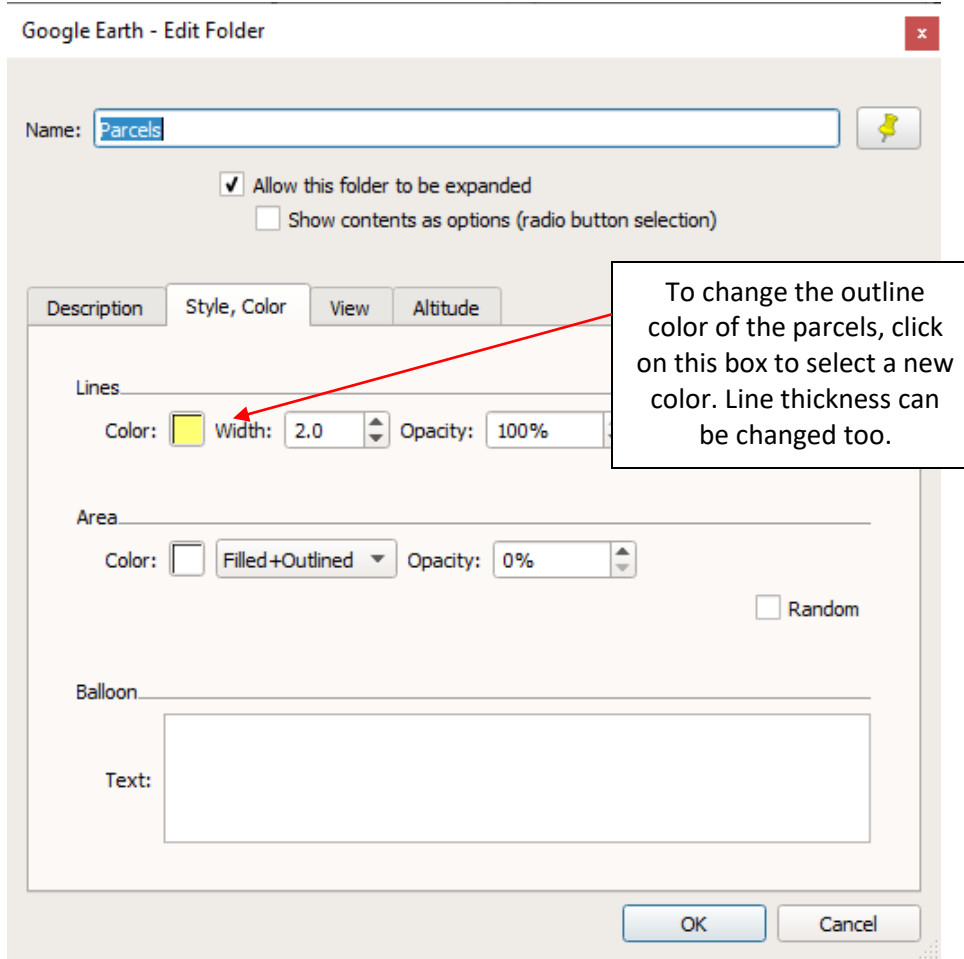 Google Earth - Edit Folder
x
Name: Parcels
Allow this folder to be expanded
Show contents as options (radio button selection)
Description Style, Color View Altitude
To change the outline
color of the parcels, click
on this box to select a new
color. Line thickness can
be changed too.
Lines
Color: Width: 2.0 Opacity: 100%
Area
Color: Filled+Outlined Opacity: 0%
Random
Balloon
Text:
OK Cancel